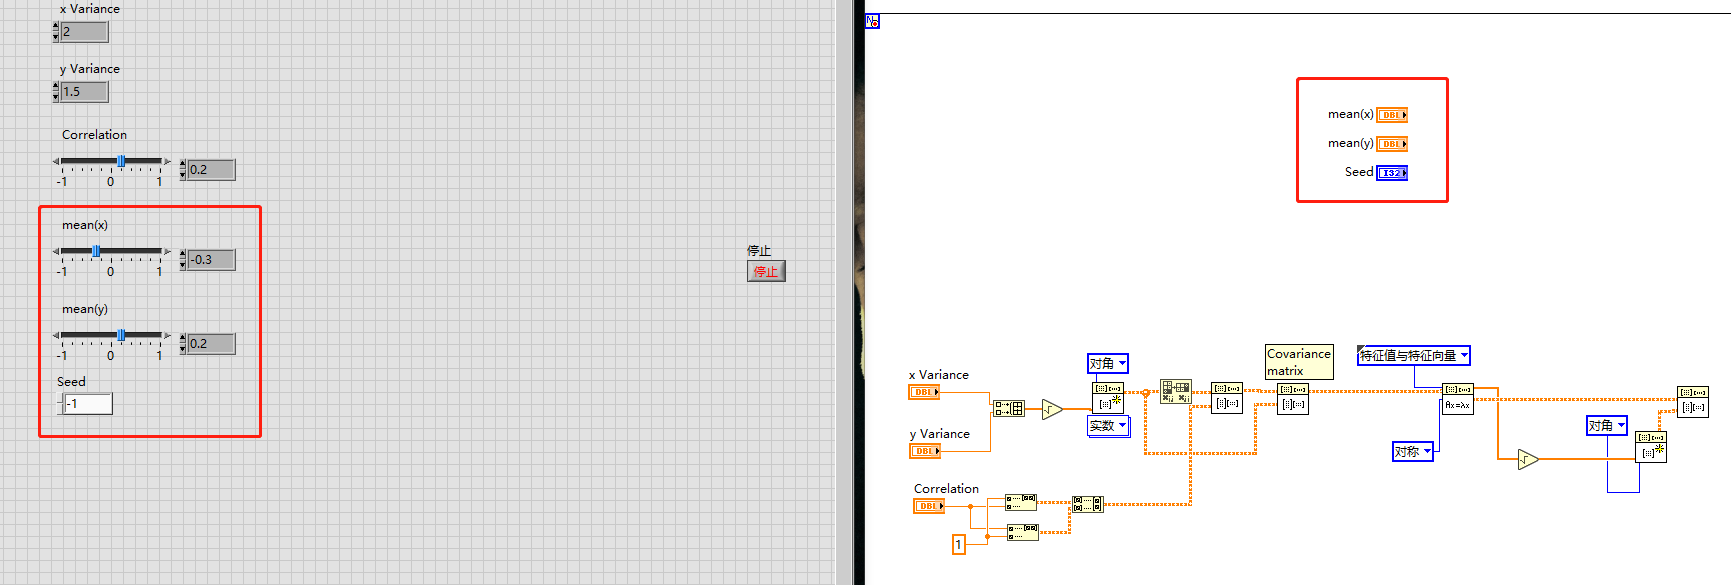 x Variance
2
y Variance
1.5
Correlation
-1 0 1
0.2
mean(x)
-1 0 1
-0.3
mean(y)
-1 0 1
0.2
Seed
-1
停止
停止
N
mean(x) DBL
mean(y) DBL
Seed I32
x Variance
DBL
y Variance
DBL
Correlation
DBL
1
对角
实数
Covariance
matrix
特征值与特征向量
Ax=λx
对称
对角